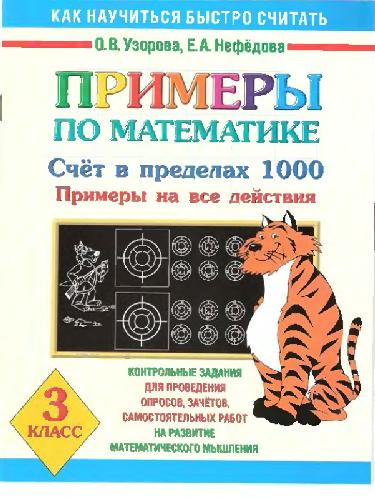 КАК НАУЧИТЬСЯ БЫСТРО СЧИТАТЬ
О.В. Узорова, Е.А. Нефёдова
ПРИМЕРЫ
ПО МАТЕМАТИКЕ
Счёт в пределах 1000
Примеры на все действия
КОНТРОЛЬНЫЕ ЗАДАНИЯ
ДЛЯ ПРОВЕДЕНИЯ
ОПРОСОВ, ЗАЧЁТОВ,
САМОСТОЯТЕЛЬНЫХ РАБОТ
НА РАЗВИТИЕ
МАТЕМАТИЧЕСКОГО МЫШЛЕНИЯ
3
КЛАСС